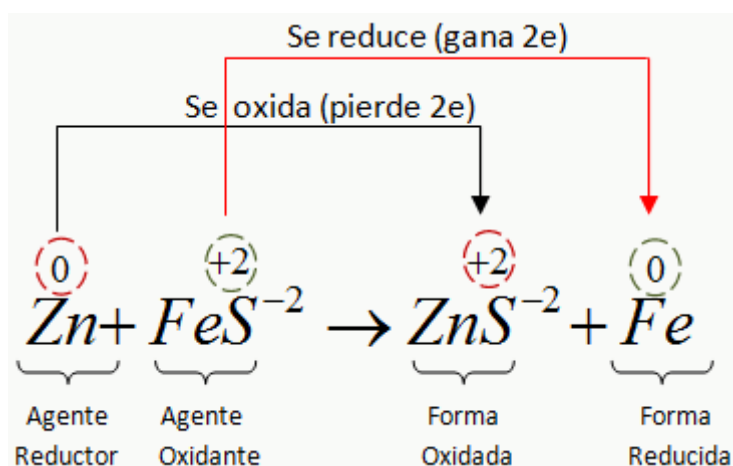 Se reduce (gana 2e)
Se oxida (pierde 2e)
0 +2 +2 0
Zn+ FeS⁻² → ZnS⁻² + Fe
Agente Agente Forma Forma
Reductor Oxidante Oxidada Reducida